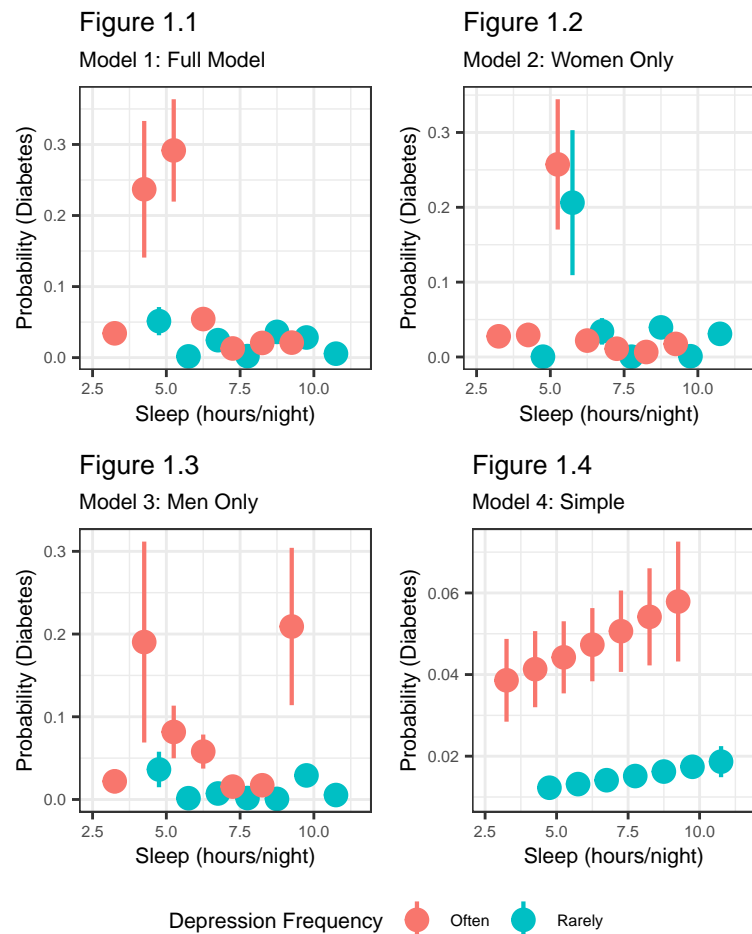 Figure 1.1
Model 1: Full Model
Probability (Diabetes)
0.3
0.2
0.1
0.0
2.5 5.0 7.5 10.0
Sleep (hours/night)
Figure 1.2
Model 2: Women Only
Probability (Diabetes)
0.3
0.2
0.1
0.0
2.5 5.0 7.5 10.0
Sleep (hours/night)
Figure 1.3
Model 3: Men Only
Probability (Diabetes)
0.3
0.2
0.1
0.0
2.5 5.0 7.5 10.0
Sleep (hours/night)
Figure 1.4
Model 4: Simple
Probability (Diabetes)
0.06
0.04
0.02
2.5 5.0 7.5 10.0
Sleep (hours/night)
Depression Frequency Often Rarely